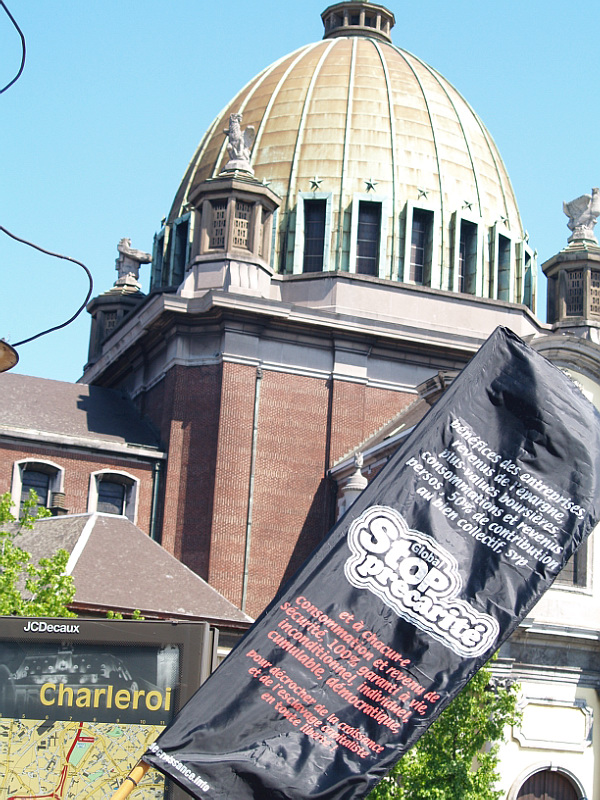 bénéfices des entreprises,
revenus de l'épargne,
plus-values boursières,
consommations et revenus
persos : 50% de contribution
au bien collectif, svp
Global
STOP
précarité
et à chacun.e
sécurité 100% garanti : vie,
consommation et revenu de
inconditionnel, individuel,
cumulable, démocratique,
pour décrocher de la croissance
et de l'esclavage capitaliste
en toute liberté
JCDecaux
Charleroi